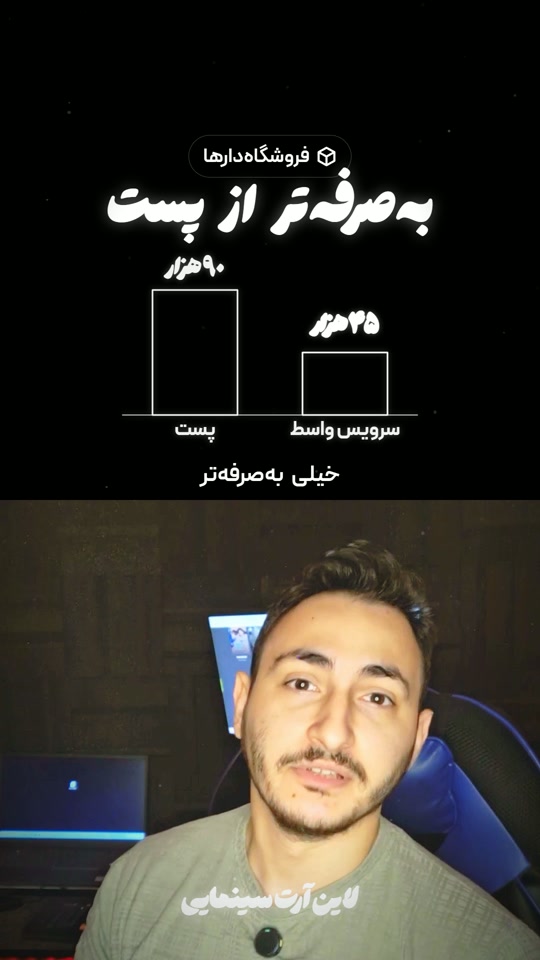 فروشگاه‌دارها
به‌صرفه‌تر از پست
۹۰ هزار
۴۵ هزار
پست
سرویس واسط
خیلی به‌صرفه‌تر
لاین آرت سینمایی